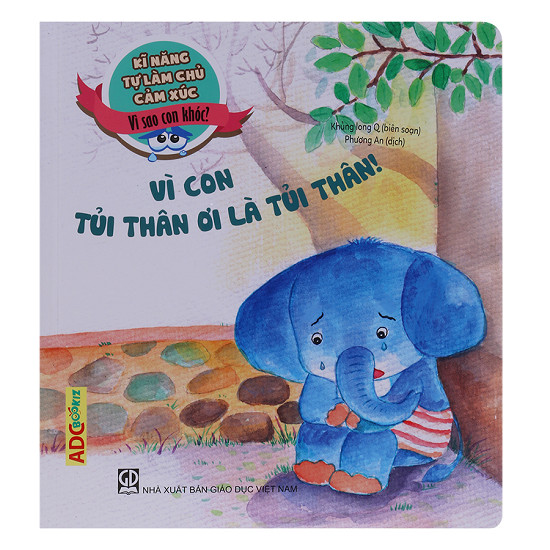 KĨ NĂNG
TỰ LÀM CHỦ
CẢM XÚC
Vì sao con khóc?
Khủng long Q (biên soạn)
Phương An (dịch)
VÌ CON
TỦI THÂN ƠI LÀ TỦI THÂN!
ADC BOOKIZ
GD
NHÀ XUẤT BẢN GIÁO DỤC VIỆT NAM